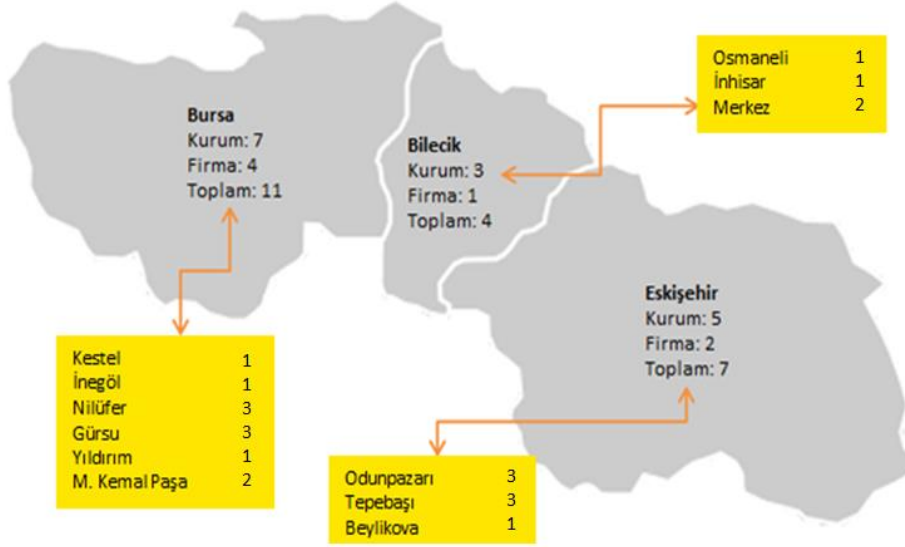 Bursa
Kurum: 7
Firma: 4
Toplam: 11
Bilecik
Kurum: 3
Firma: 1
Toplam: 4
Osmaneli 1
İnhisar 1
Merkez 2
Eskişehir
Kurum: 5
Firma: 2
Toplam: 7
Kestel 1
İnegöl 1
Nilüfer 3
Gürsu 3
Yıldırım 1
M. Kemal Paşa 2
Odunpazarı 3
Tepebaşı 3
Beylikova 1